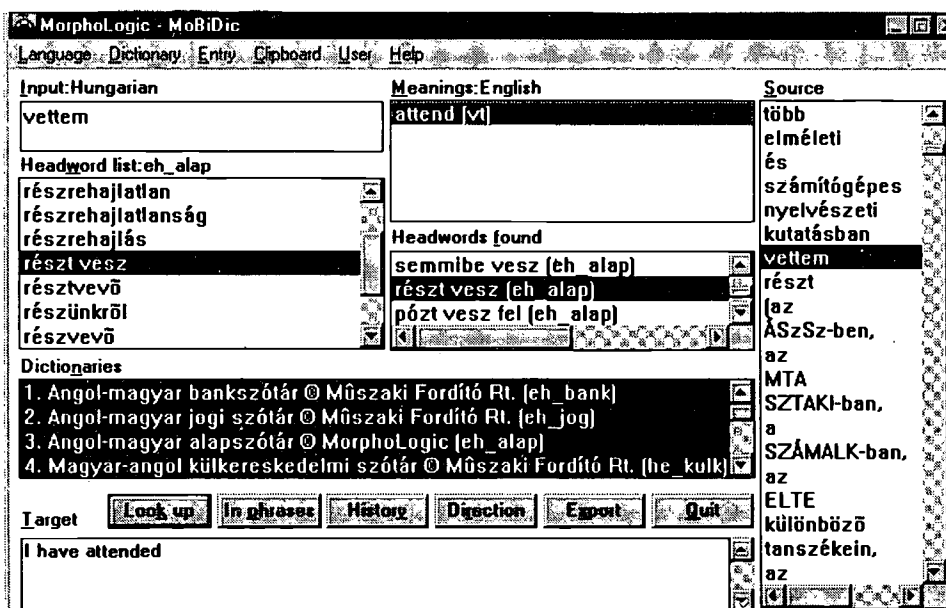 MorphoLogic - MoBiDic
Language Dictionary Entry Clipboard User Help
Input:Hungarian
vettem
Headword list:eh_alap
részrehajlatlan
részrehajlatlanság
részrehajlás
részt vesz
résztvevõ
részünkrõl
részvevõ
Meanings:English
attend (vt)
Headwords found
semmibe vesz (eh_alap)
részt vesz (eh_alap)
pózt vesz fel (eh_alap)
Source
több
elméleti
és
számítógépes
nyelvészeti
kutatásban
vettem
részt
(az
ÁSzSz-ben,
az
MTA
SZTAKI-ban,
a
SZÁMALK-ban,
az
ELTE
különbözõ
tanszékein,
az
Dictionaries
1. Angol-magyar bankszótár © Mûszaki Fordító Rt. (eh_bank)
2. Angol-magyar jogi szótár © Mûszaki Fordító Rt. (eh_jog)
3. Angol-magyar alapszótár © MorphoLogic (eh_alap)
4. Magyar-angol külkereskedelmi szótár © Mûszaki Fordító Rt. (he_kulk)
Look up In phrases History Direction Export Quit
Target
I have attended